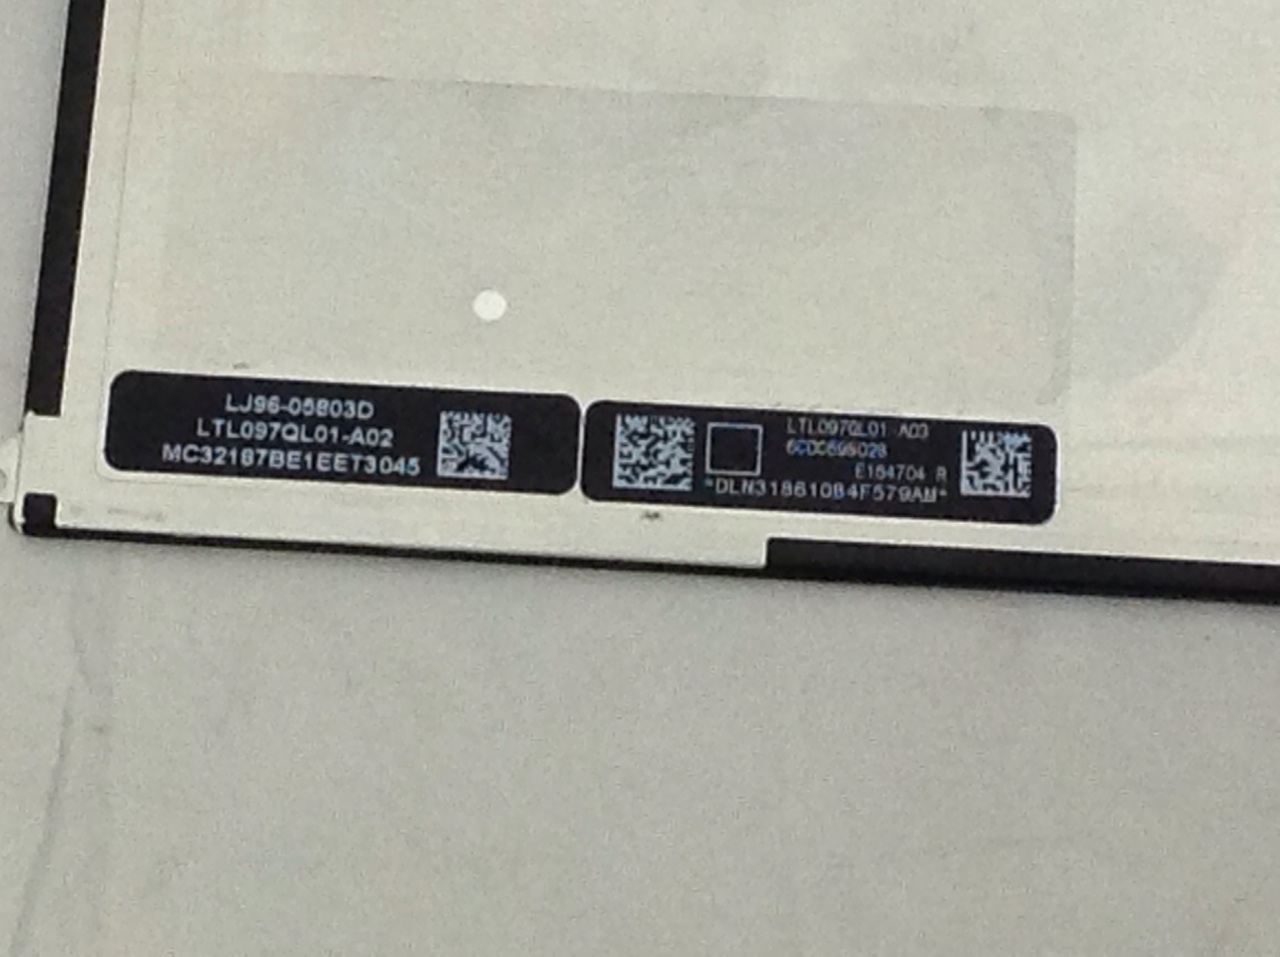 LJ96-05803D
LTL097QL01-A02
MC32187BE1EET3045
LTL097QL01-A03
E164704 R
*DLN31861084F579AM*